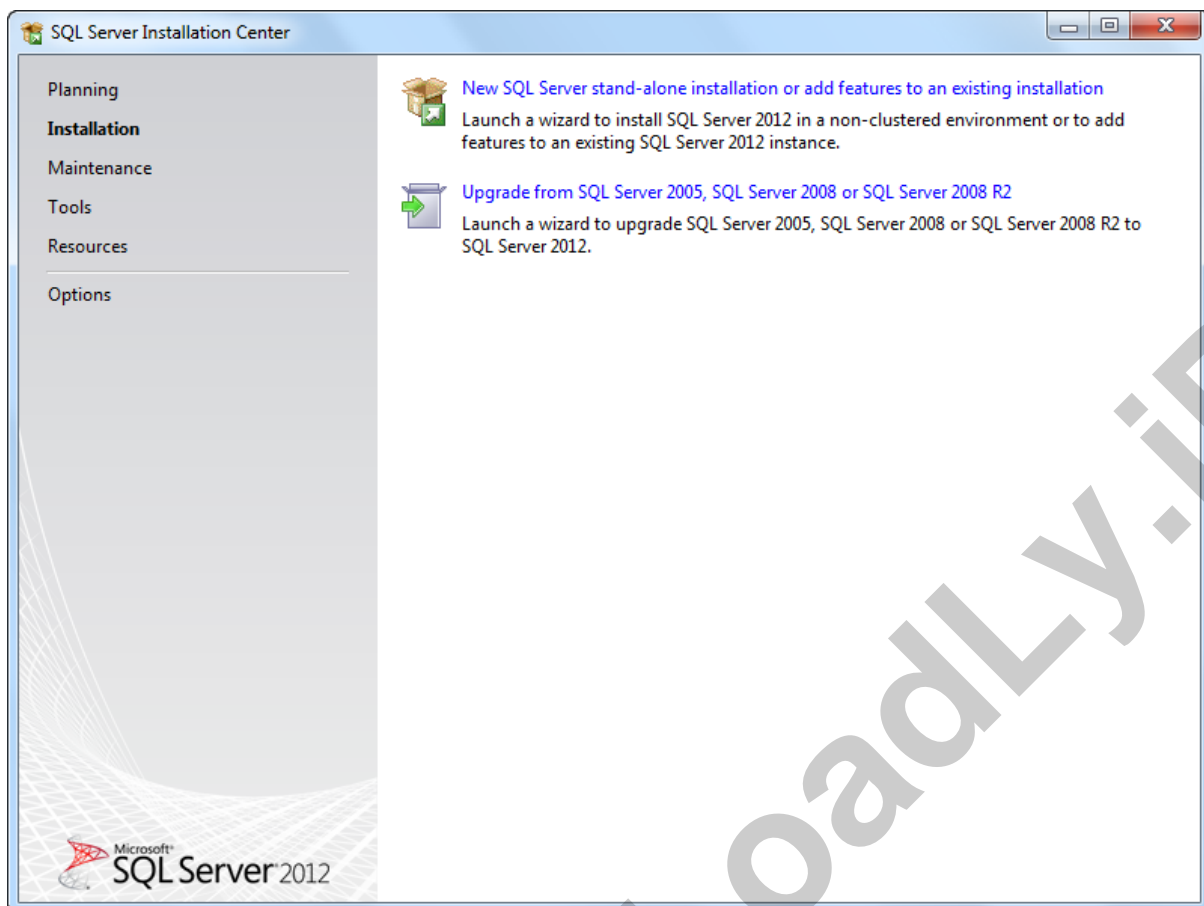 SQL Server Installation Center
Planning
Installation
Maintenance
Tools
Resources
Options
New SQL Server stand-alone installation or add features to an existing installation
Launch a wizard to install SQL Server 2012 in a non-clustered environment or to add
features to an existing SQL Server 2012 instance.
Upgrade from SQL Server 2005, SQL Server 2008 or SQL Server 2008 R2
Launch a wizard to upgrade SQL Server 2005, SQL Server 2008 or SQL Server 2008 R2 to
SQL Server 2012.
Microsoft®
SQL Server® 2012
oadLy.i